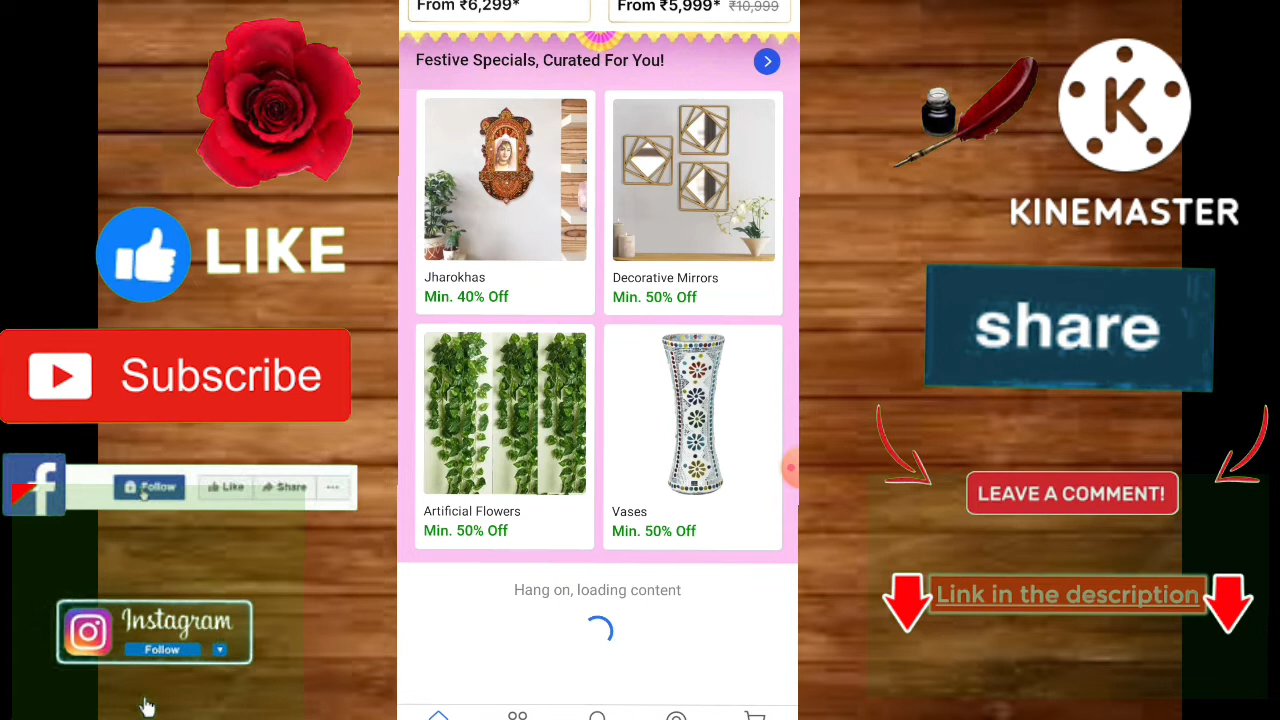 From ₹6,299*
From ₹5,999* ₹10,999
Festive Specials, Curated For You!
Jharokhas
Min. 40% Off
Decorative Mirrors
Min. 50% Off
Artificial Flowers
Min. 50% Off
Vases
Min. 50% Off
Hang on, loading content
LIKE
Subscribe
f
Follow Like Share ...
Instagram
Follow
K
KINEMASTER
share
LEAVE A COMMENT!
Link in the description